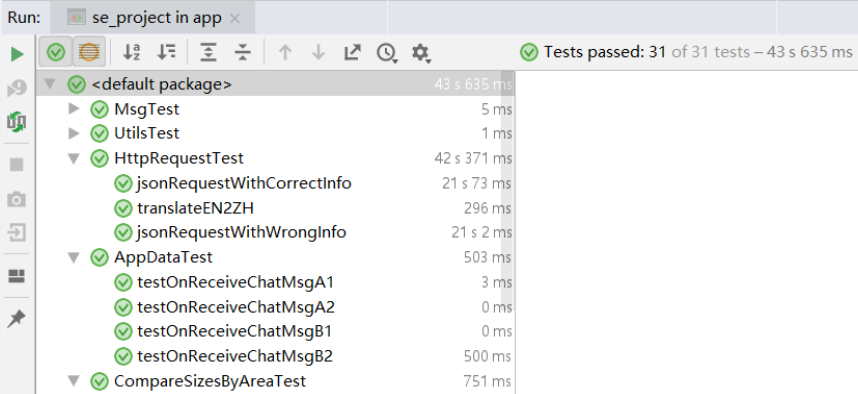 Run: se_project in app ×
Tests passed: 31 of 31 tests – 43 s 635 ms
<default package> 43 s 635 ms
MsgTest 5 ms
UtilsTest 1 ms
HttpRequestTest 42 s 371 ms
jsonRequestWithCorrectInfo 21 s 73 ms
translateEN2ZH 296 ms
jsonRequestWithWrongInfo 21 s 2 ms
AppDataTest 503 ms
testOnReceiveChatMsgA1 3 ms
testOnReceiveChatMsgA2 0 ms
testOnReceiveChatMsgB1 0 ms
testOnReceiveChatMsgB2 500 ms
CompareSizesByAreaTest 751 ms